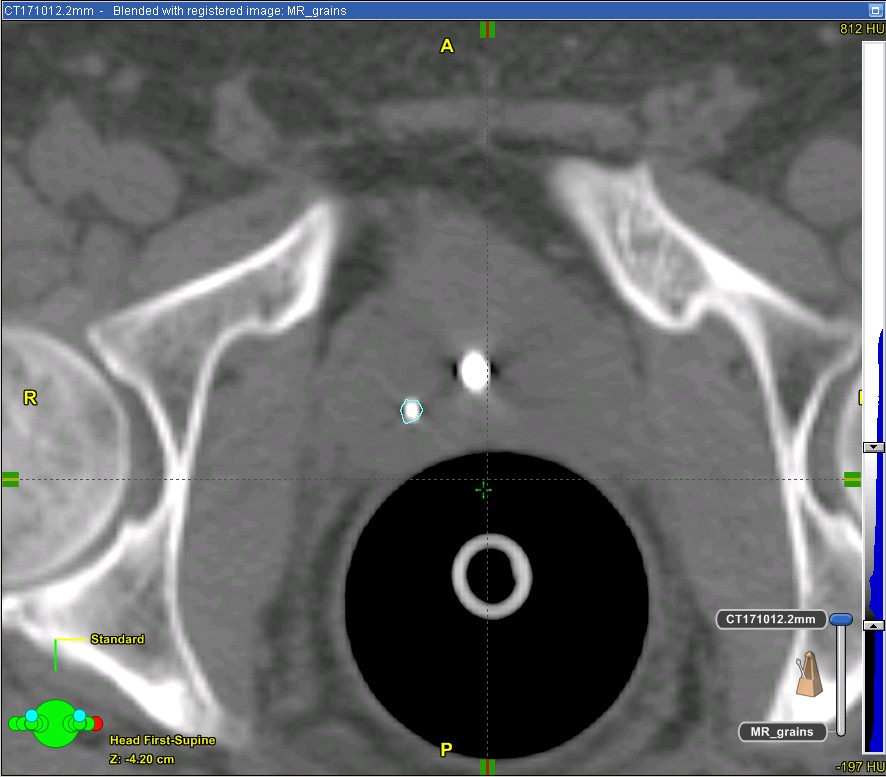 CT171012.2mm - Blended with registered image: MR_grains
812 HU
A
R
CT171012.2mm
Standard
MR_grains
Head First-Supine
P
Z: -4.20 cm
-197 HU